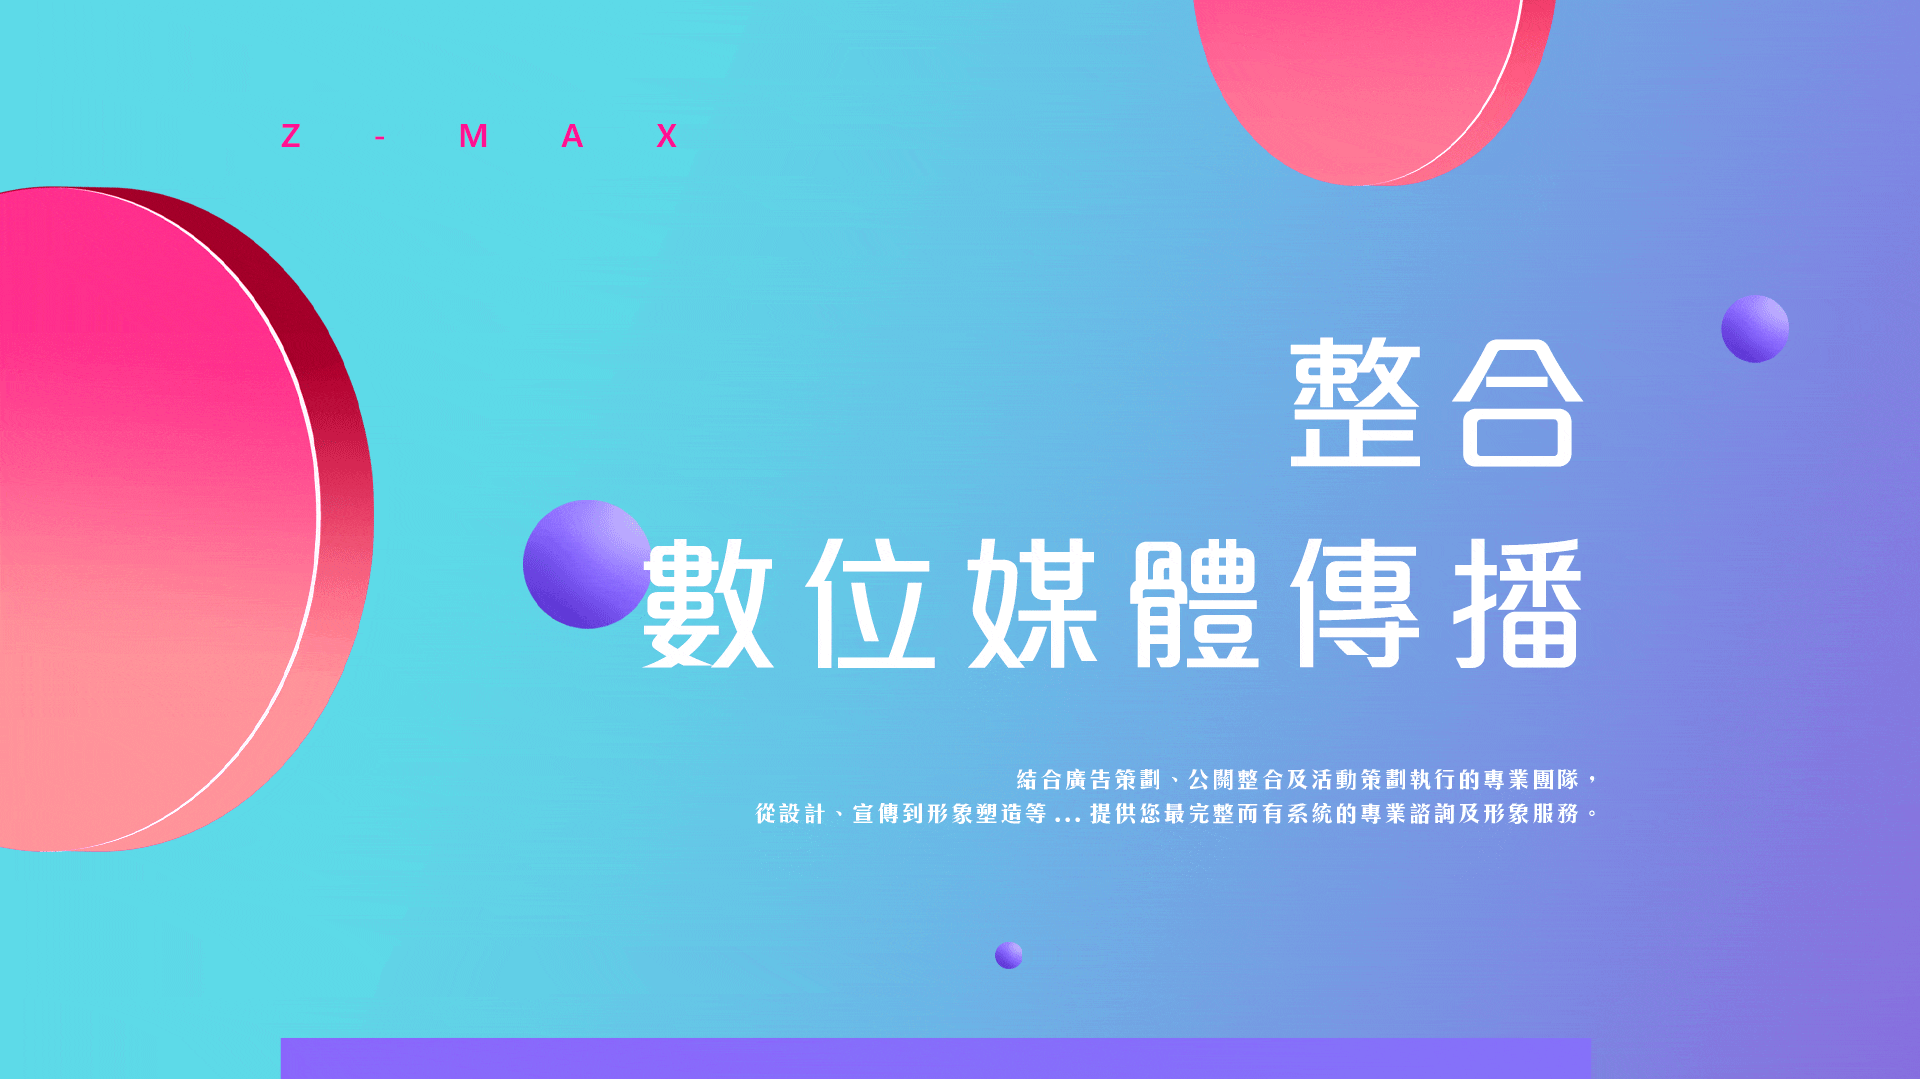 Z-MAX
整合
數位媒體傳播
結合廣告策劃、公關整合及活動策劃執行的專業團隊，
從設計、宣傳到形象塑造等...提供您最完整而有系統的專業諮詢及形象服務。